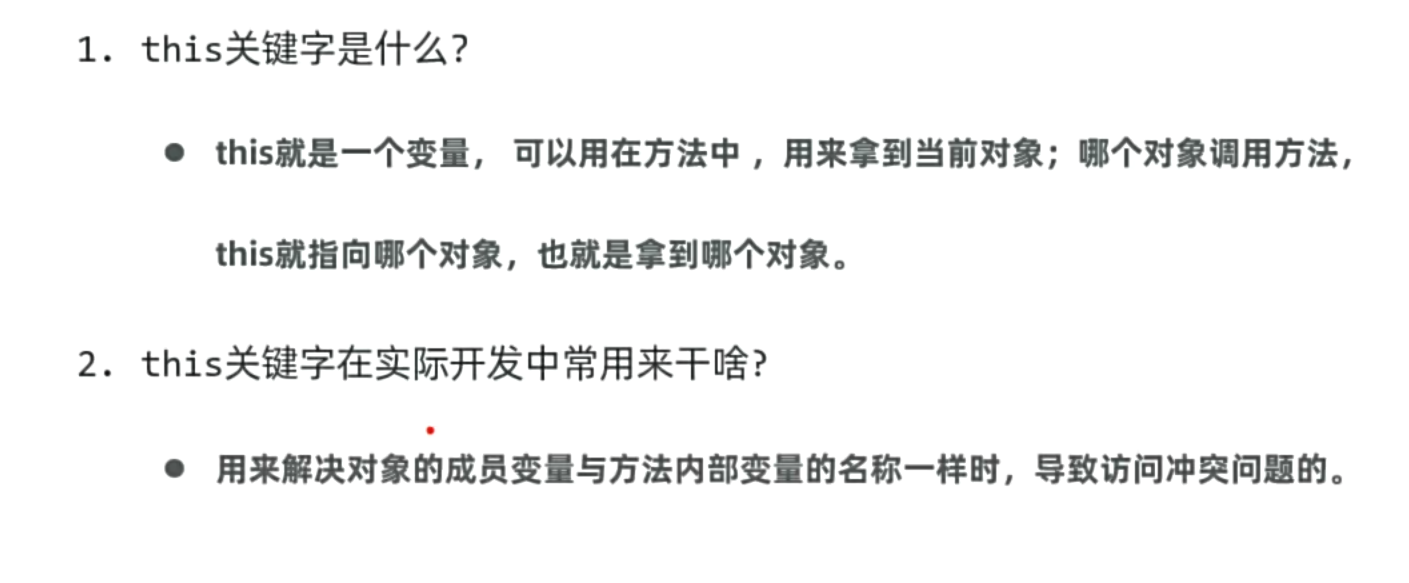 1. this关键字是什么？
● this就是一个变量， 可以用在方法中 ，用来拿到当前对象；哪个对象调用方法，
this就指向哪个对象，也就是拿到哪个对象。
2. this关键字在实际开发中常用来干啥？
● 用来解决对象的成员变量与方法内部变量的名称一样时，导致访问冲突问题的。